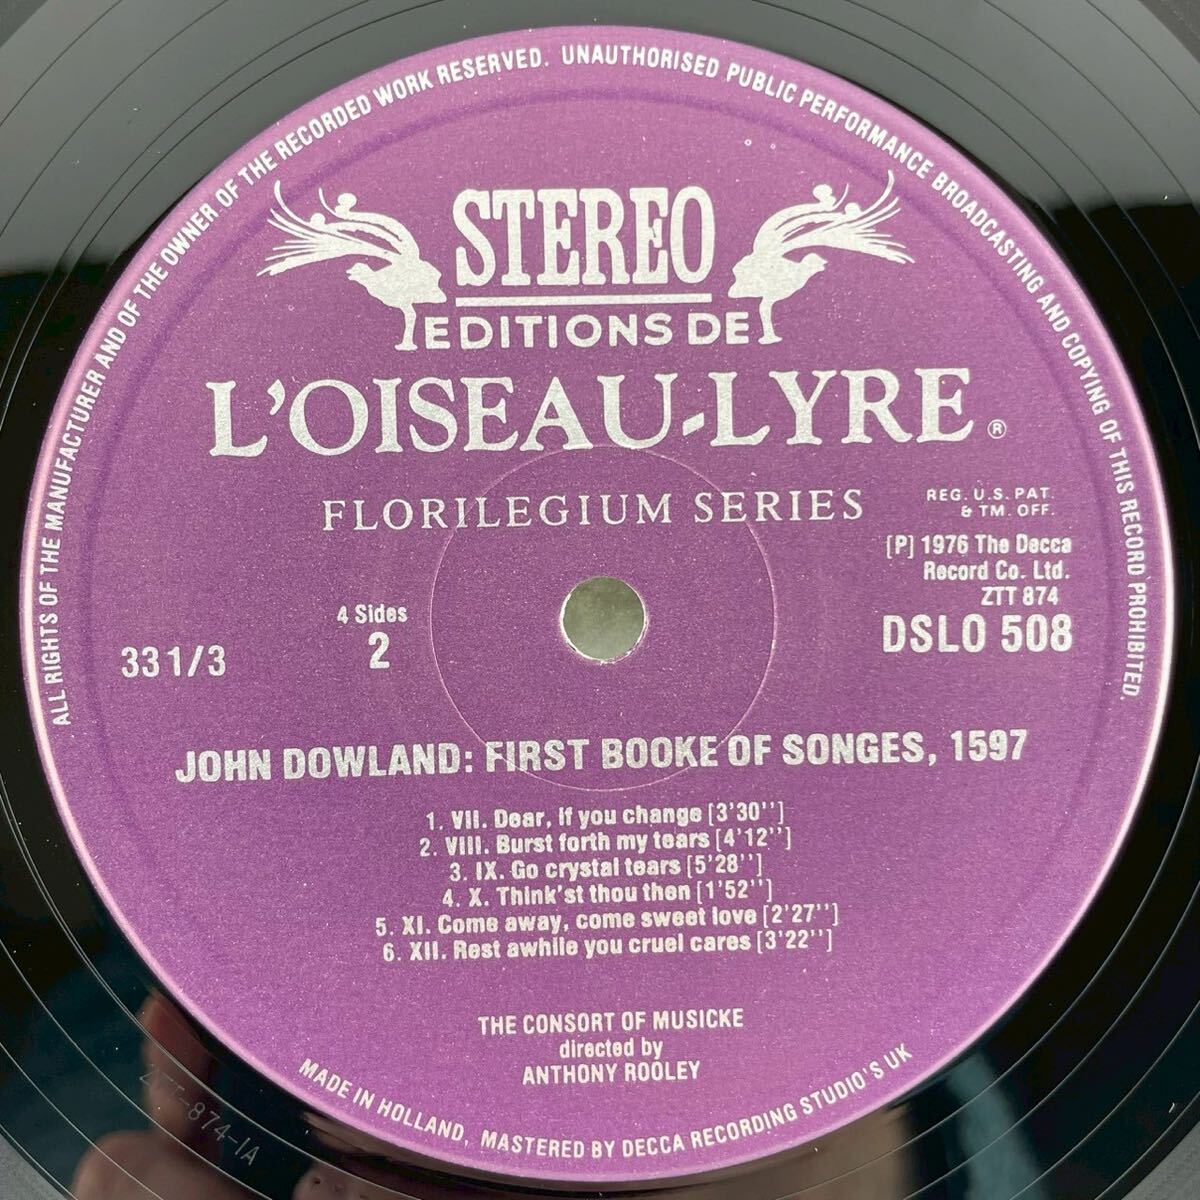 ALL RIGHTS OF THE MANUFACTURER AND OF THE OWNER OF THE RECORDED WORK RESERVED. UNAUTHORISED PUBLIC PERFORMANCE BROADCASTING AND COPYING OF THIS RECORD PROHIBITED.
STEREO
EDITIONS DE
L'OISEAU-LYRE ®
FLORILEGIUM SERIES
REG. U.S. PAT.
& TM. OFF.
[P] 1976 The Decca
Record Co. Ltd.
ZTT 874
DSLO 508
4 Sides
2
33 1/3
JOHN DOWLAND: FIRST BOOKE OF SONGES, 1597
1. VII. Dear, if you change [3'30'']
2. VIII. Burst forth my tears [4'12'']
3. IX. Go crystal tears [5'28'']
4. X. Think'st thou then [1'52'']
5. XI. Come away, come sweet love [2'27'']
6. XII. Rest awhile you cruel cares [3'22'']
THE CONSORT OF MUSICKE
directed by
ANTHONY ROOLEY
MADE IN HOLLAND, MASTERED BY DECCA RECORDING STUDIO'S UK
ZTT-874-1A